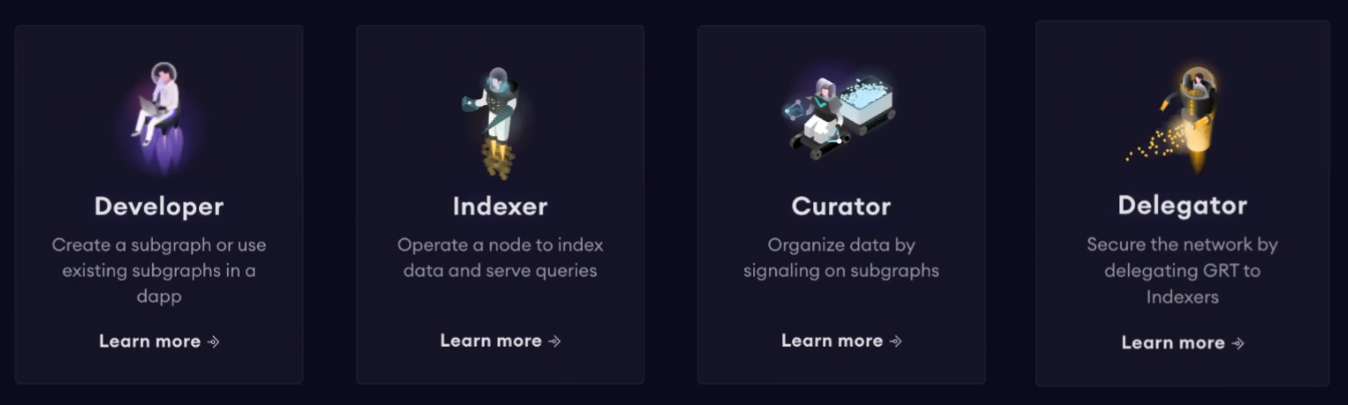 Developer
Create a subgraph or use
existing subgraphs in a
dapp
Learn more
Indexer
Operate a node to index
data and serve queries
Learn more
Curator
Organize data by
signaling on subgraphs
Learn more
Delegator
Secure the network by
delegating GRT to
Indexers
Learn more